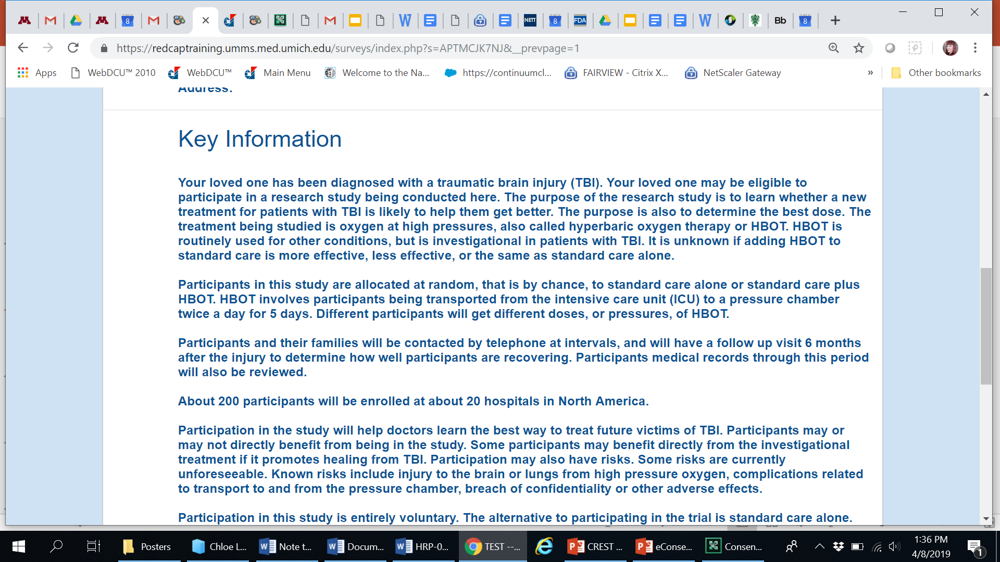 8
W
NETT
8
FDA
W
Bb
8
https://redcaptraining.umms.med.umich.edu/surveys/index.php?s=APTMCJK7NJ&__prevpage=1
Apps
WebDCU™ 2010
WebDCU™
Main Menu
Welcome to the Na...
https://continuumcl...
FAIRVIEW - Citrix X...
NetScaler Gateway
»
Other bookmarks
Address:
Key Information
Your loved one has been diagnosed with a traumatic brain injury (TBI). Your loved one may be eligible to
participate in a research study being conducted here. The purpose of the research study is to learn whether a new
treatment for patients with TBI is likely to help them get better. The purpose is also to determine the best dose. The
treatment being studied is oxygen at high pressures, also called hyperbaric oxygen therapy or HBOT. HBOT is
routinely used for other conditions, but is investigational in patients with TBI. It is unknown if adding HBOT to
standard care is more effective, less effective, or the same as standard care alone.
Participants in this study are allocated at random, that is by chance, to standard care alone or standard care plus
HBOT. HBOT involves participants being transported from the intensive care unit (ICU) to a pressure chamber
twice a day for 5 days. Different participants will get different doses, or pressures, of HBOT.
Participants and their families will be contacted by telephone at intervals, and will have a follow up visit 6 months
after the injury to determine how well participants are recovering. Participants medical records through this period
will also be reviewed.
About 200 participants will be enrolled at about 20 hospitals in North America.
Participation in the study will help doctors learn the best way to treat future victims of TBI. Participants may or
may not directly benefit from being in the study. Some participants may benefit directly from the investigational
treatment if it promotes healing from TBI. Participation may also have risks. Some risks are currently
unforeseeable. Known risks include injury to the brain or lungs from high pressure oxygen, complications related
to transport to and from the pressure chamber, breach of confidentiality or other adverse effects.
Participation in this study is entirely voluntary. The alternative to participating in the trial is standard care alone.
Posters
Chloe L...
Note t...
Docum...
HRP-0...
TEST --...
CREST ...
eConse...
Consen...
1:36 PM
4/8/2019
1